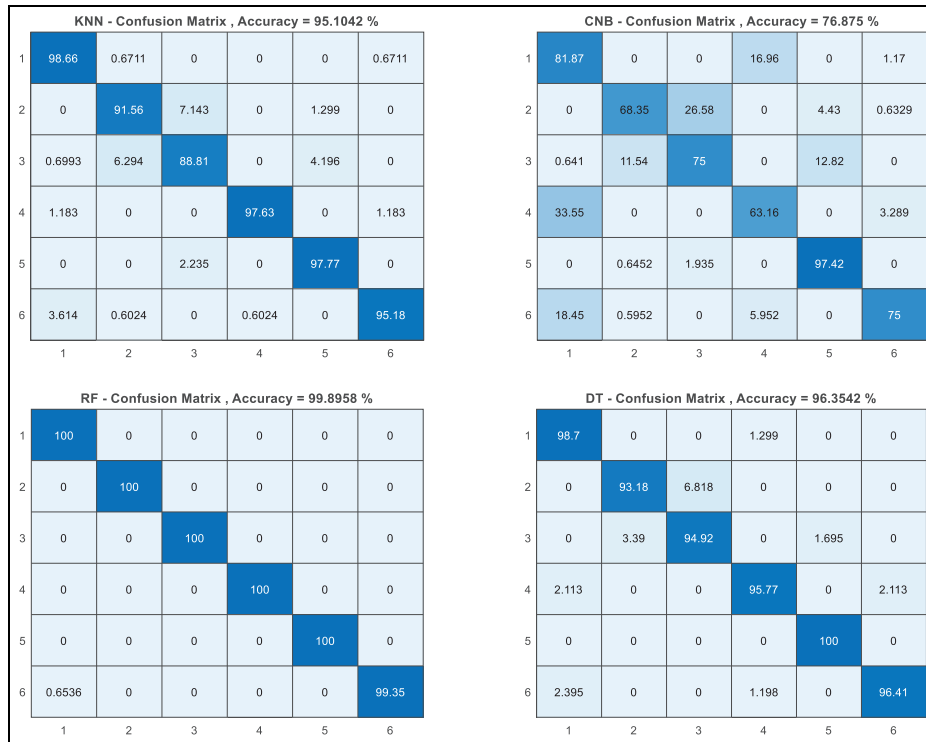 KNN - Confusion Matrix , Accuracy = 95.1042 %
1 98.66 0.6711 0 0 0 0.6711
2 0 91.56 7.143 0 1.299 0
3 0.6993 6.294 88.81 0 4.196 0
4 1.183 0 0 97.63 0 1.183
5 0 0 2.235 0 97.77 0
6 3.614 0.6024 0 0.6024 0 95.18
1 2 3 4 5 6
CNB - Confusion Matrix , Accuracy = 76.875 %
1 81.87 0 0 16.96 0 1.17
2 0 68.35 26.58 0 4.43 0.6329
3 0.641 11.54 75 0 12.82 0
4 33.55 0 0 63.16 0 3.289
5 0 0.6452 1.935 0 97.42 0
6 18.45 0.5952 0 5.952 0 75
1 2 3 4 5 6
RF - Confusion Matrix , Accuracy = 99.8958 %
1 100 0 0 0 0 0
2 0 100 0 0 0 0
3 0 0 100 0 0 0
4 0 0 0 100 0 0
5 0 0 0 0 100 0
6 0.6536 0 0 0 0 99.35
1 2 3 4 5 6
DT - Confusion Matrix , Accuracy = 96.3542 %
1 98.7 0 0 1.299 0 0
2 0 93.18 6.818 0 0 0
3 0 3.39 94.92 0 1.695 0
4 2.113 0 0 95.77 0 2.113
5 0 0 0 0 100 0
6 2.395 0 0 1.198 0 96.41
1 2 3 4 5 6